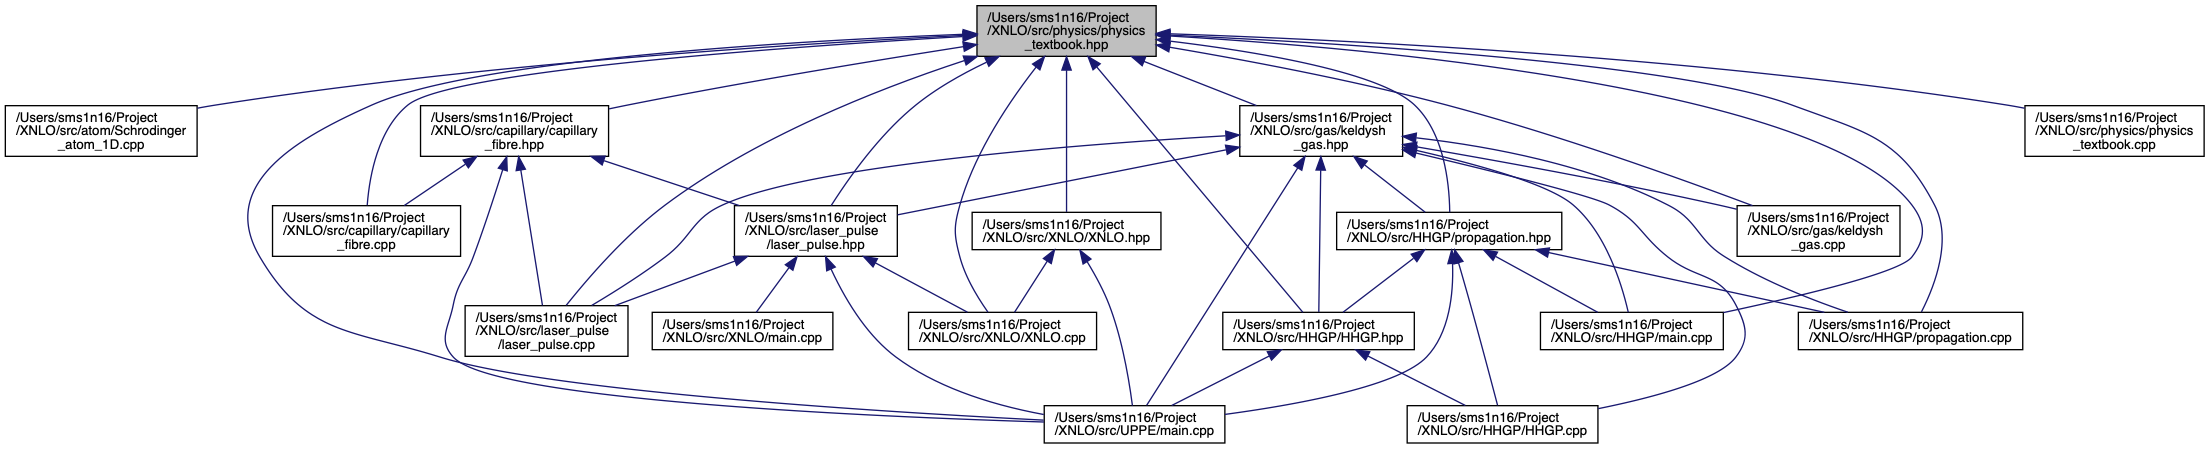 /Users/sms1n16/Project
/XNLO/src/physics/physics
_textbook.hpp
/Users/sms1n16/Project
/XNLO/src/atom/Schrodinger
_atom_1D.cpp
/Users/sms1n16/Project
/XNLO/src/capillary/capillary
_fibre.hpp
/Users/sms1n16/Project
/XNLO/src/gas/keldysh
_gas.hpp
/Users/sms1n16/Project
/XNLO/src/physics/physics
_textbook.cpp
/Users/sms1n16/Project
/XNLO/src/capillary/capillary
_fibre.cpp
/Users/sms1n16/Project
/XNLO/src/laser_pulse
/laser_pulse.hpp
/Users/sms1n16/Project
/XNLO/src/XNLO/XNLO.hpp
/Users/sms1n16/Project
/XNLO/src/HHGP/propagation.hpp
/Users/sms1n16/Project
/XNLO/src/gas/keldysh
_gas.cpp
/Users/sms1n16/Project
/XNLO/src/laser_pulse
/laser_pulse.cpp
/Users/sms1n16/Project
/XNLO/src/XNLO/main.cpp
/Users/sms1n16/Project
/XNLO/src/XNLO/XNLO.cpp
/Users/sms1n16/Project
/XNLO/src/HHGP/HHGP.hpp
/Users/sms1n16/Project
/XNLO/src/HHGP/main.cpp
/Users/sms1n16/Project
/XNLO/src/HHGP/propagation.cpp
/Users/sms1n16/Project
/XNLO/src/UPPE/main.cpp
/Users/sms1n16/Project
/XNLO/src/HHGP/HHGP.cpp